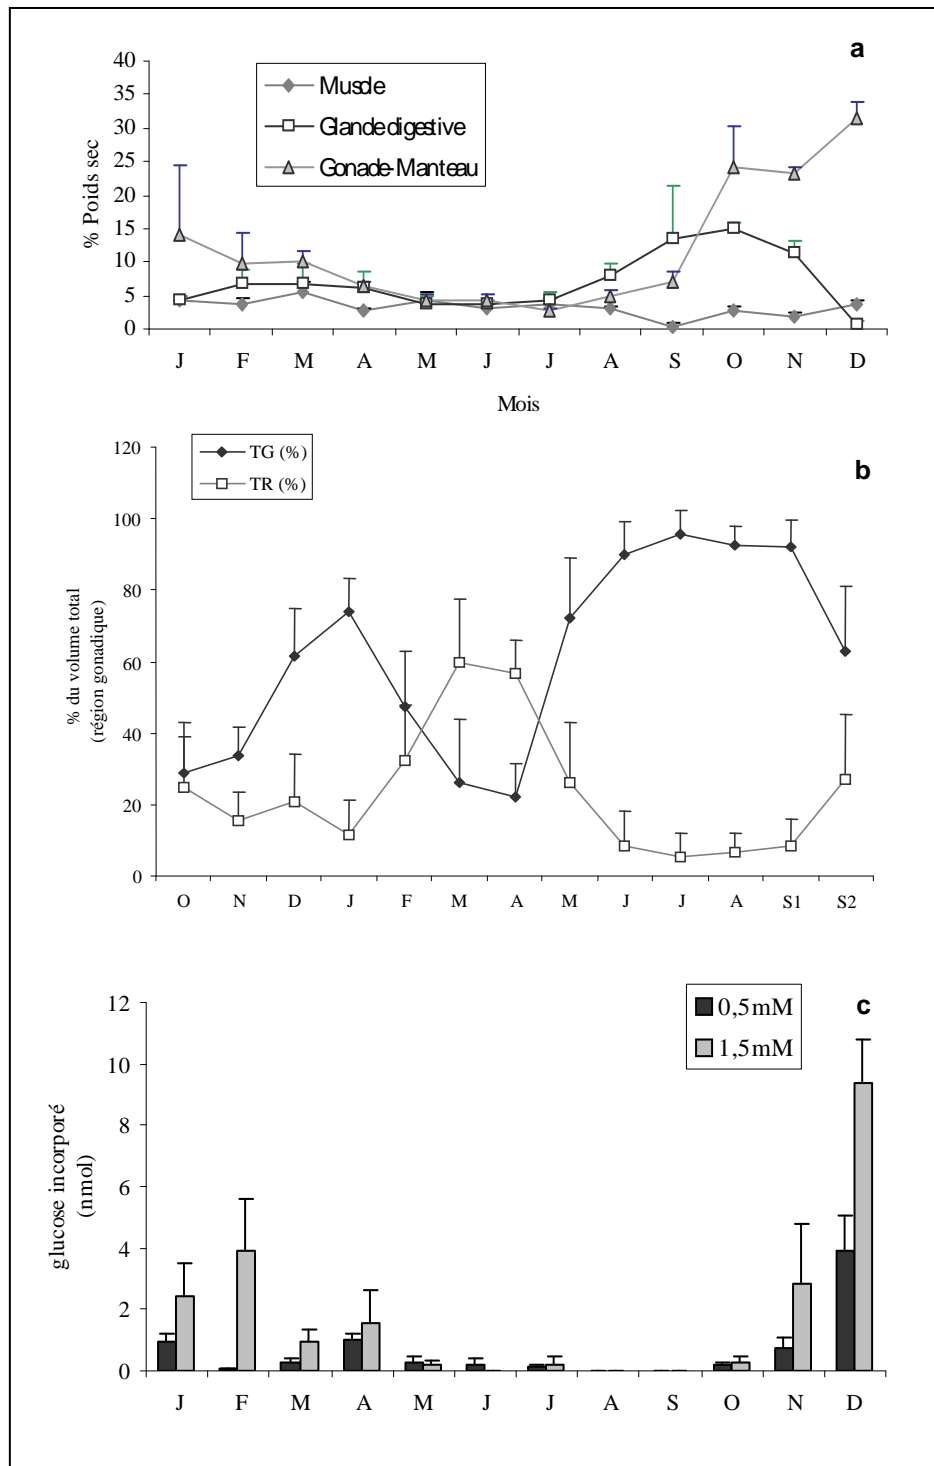 a
40
35
30
25
20
15
10
5
0
% Poids sec
Muscle
Glande digestive
Gonade-Manteau
J F M A M J J A S O N D
Mois
b
120
100
80
60
40
20
0
% du volume total
(région gonadique)
TG (%)
TR (%)
O N D J F M A M J J A S1 S2
c
12
10
8
6
4
2
0
glucose incorporé
(nmol)
0,5mM
1,5mM
J F M A M J J A S O N D